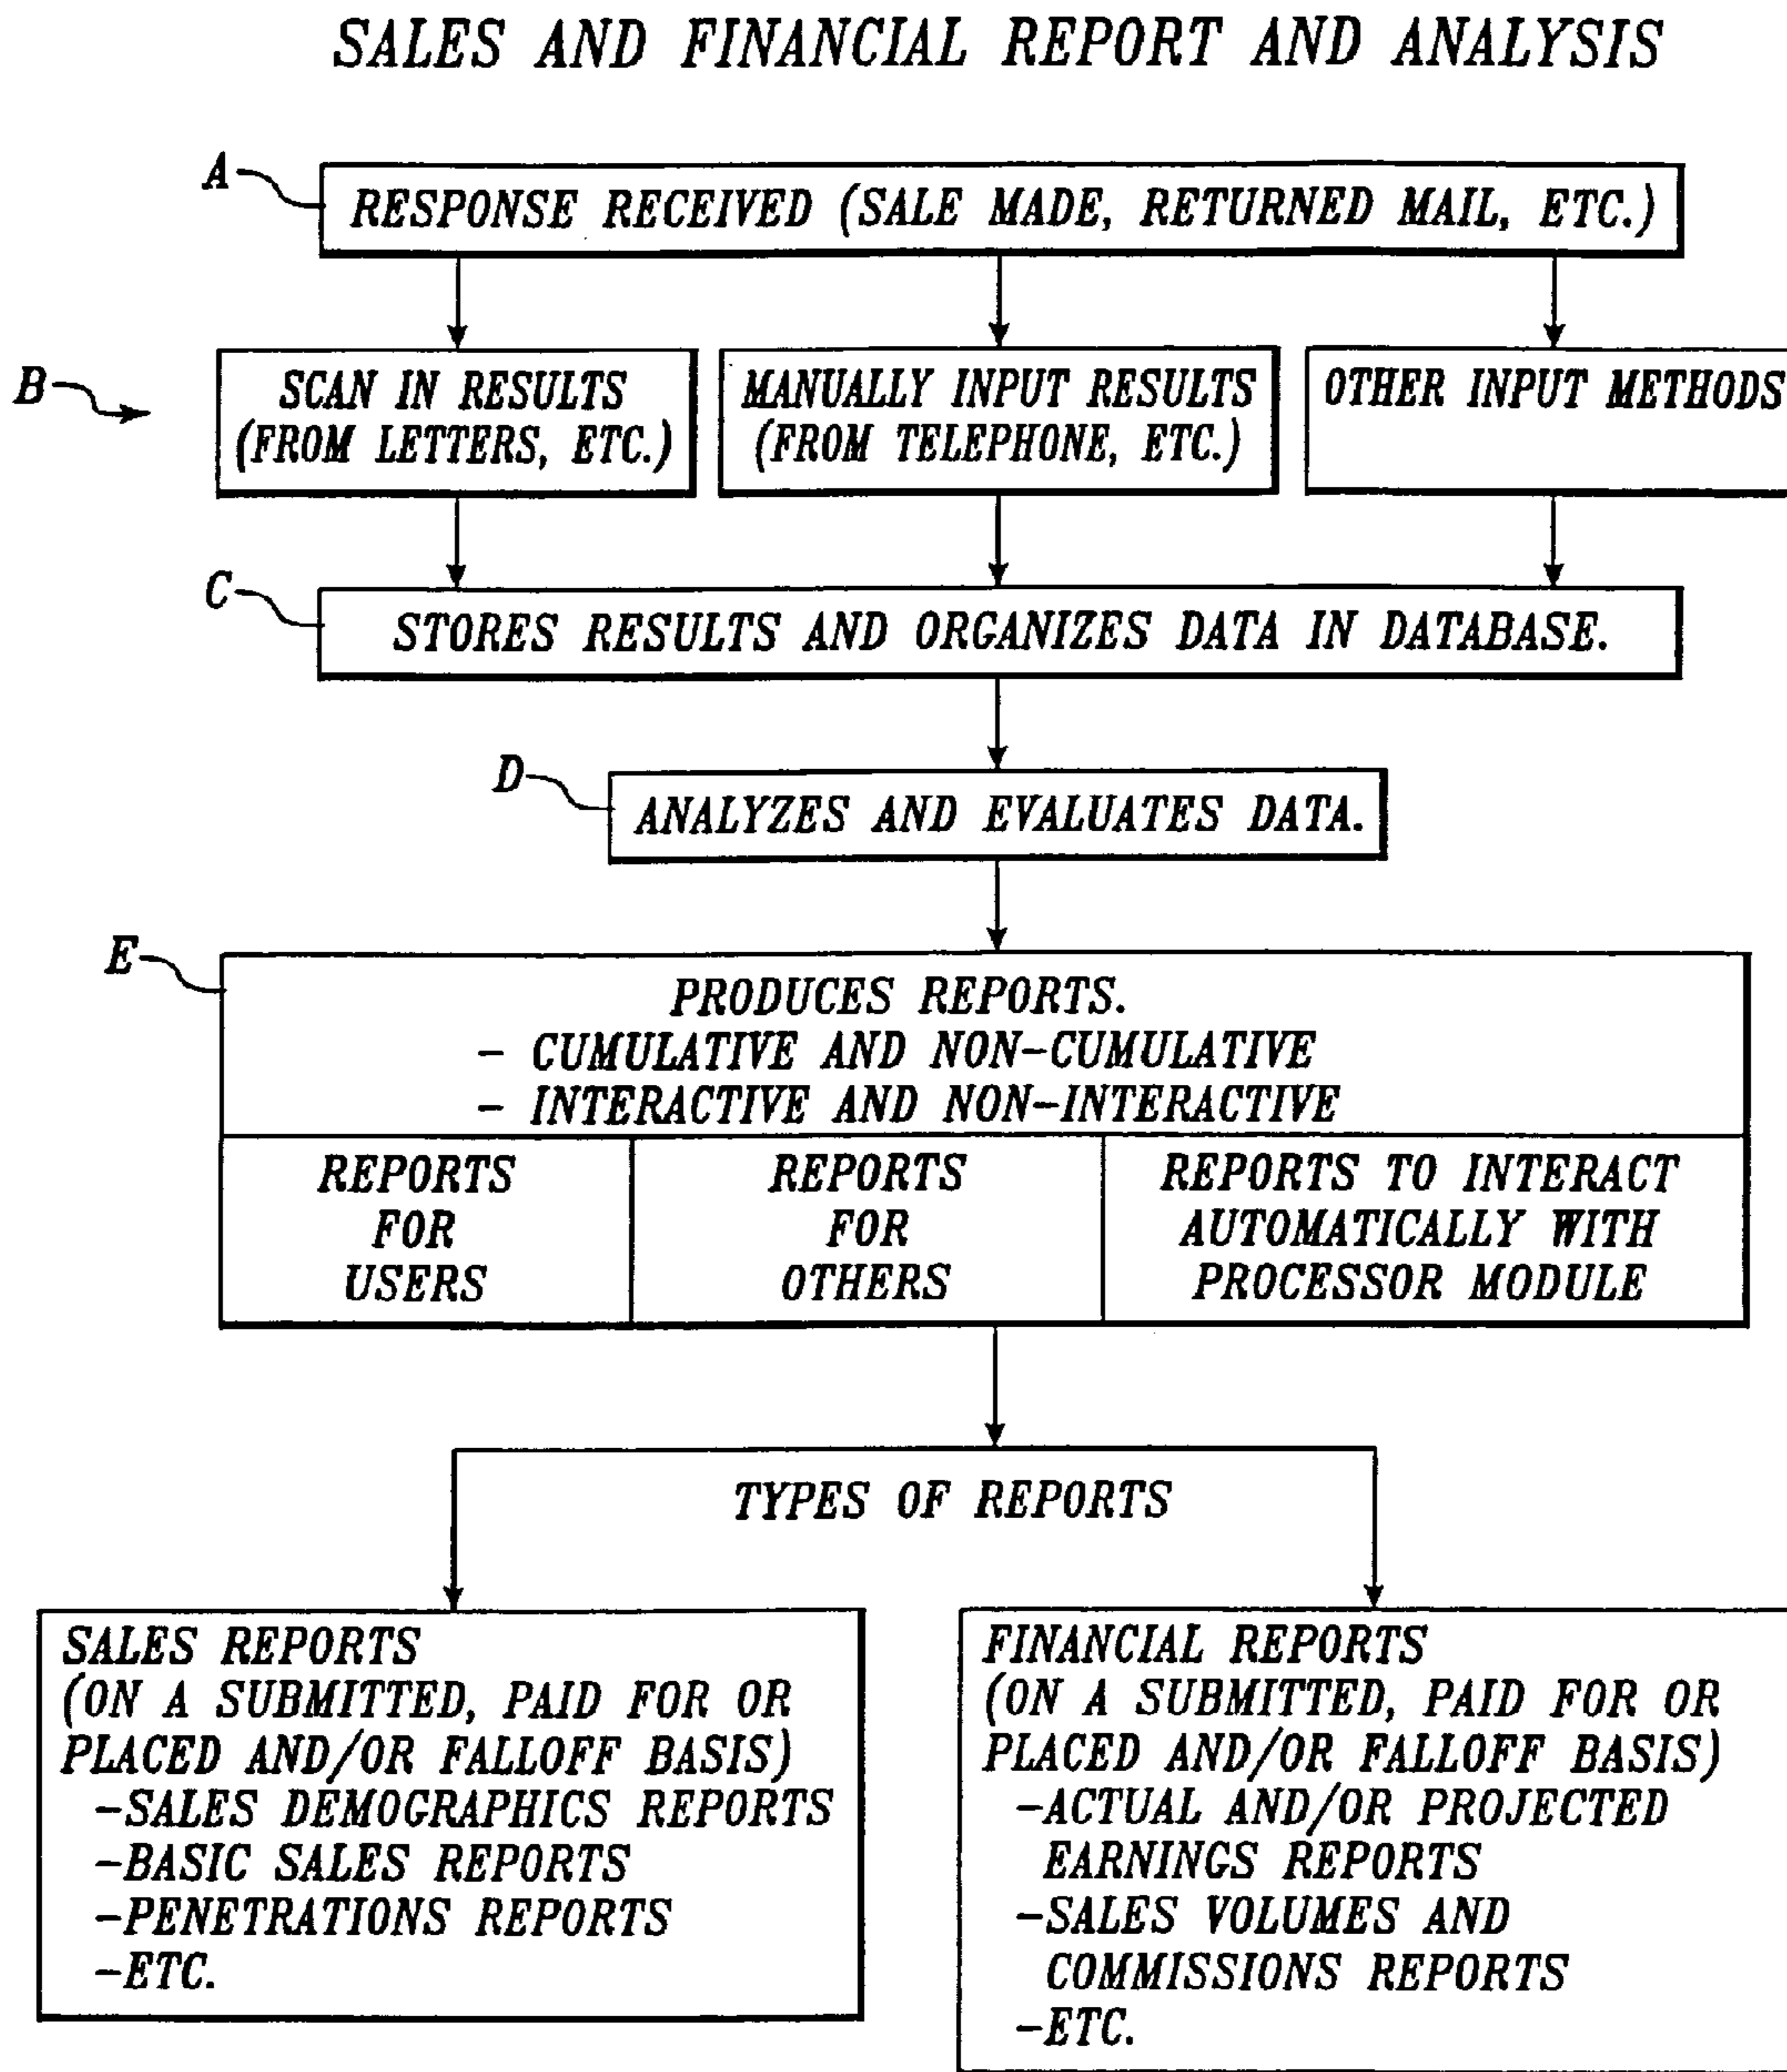 SALES AND FINANCIAL REPORT AND ANALYSIS
A
RESPONSE RECEIVED (SALE MADE, RETURNED MAIL, ETC.)
B
SCAN IN RESULTS
(FROM LETTERS, ETC.)
MANUALLY INPUT RESULTS
(FROM TELEPHONE, ETC.)
OTHER INPUT METHODS
C
STORES RESULTS AND ORGANIZES DATA IN DATABASE.
D
ANALYZES AND EVALUATES DATA.
E
PRODUCES REPORTS.
- CUMULATIVE AND NON-CUMULATIVE
- INTERACTIVE AND NON-INTERACTIVE
REPORTS
FOR
USERS
REPORTS
FOR
OTHERS
REPORTS TO INTERACT
AUTOMATICALLY WITH
PROCESSOR MODULE
TYPES OF REPORTS
SALES REPORTS
(ON A SUBMITTED, PAID FOR OR
PLACED AND/OR FALLOFF BASIS)
-SALES DEMOGRAPHICS REPORTS
-BASIC SALES REPORTS
-PENETRATIONS REPORTS
-ETC.
FINANCIAL REPORTS
(ON A SUBMITTED, PAID FOR OR
PLACED AND/OR FALLOFF BASIS)
-ACTUAL AND/OR PROJECTED
EARNINGS REPORTS
-SALES VOLUMES AND
COMMISSIONS REPORTS
-ETC.